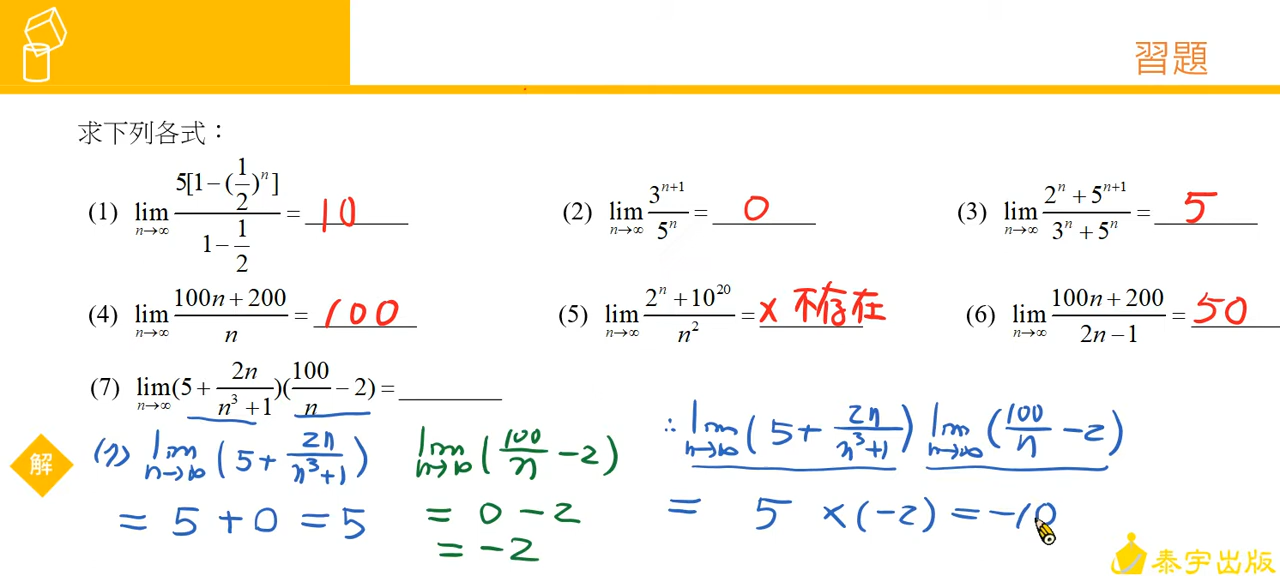 習題
求下列各式：
(1) lim_{n→∞} 5[1−(1/2)^n] / (1−1/2) = 10 (2) lim_{n→∞} 3^{n+1} / 5^n = 0 (3) lim_{n→∞} (2^n+5^{n+1}) / (3^n+5^n) = 5
(4) lim_{n→∞} (100n+200) / n = 100 (5) lim_{n→∞} (2^n+10^{20}) / n^2 = × 不存在 (6) lim_{n→∞} (100n+200) / (2n−1) = 50
(7) lim_{n→∞} (5+2n/(n^3+1))(100/n−2) = ______
解 (7) lim_{n→∞} (5+2n/(n^3+1)) lim_{n→∞} (100/n−2) ∴ lim_{n→∞} (5+2n/(n^3+1)) lim_{n→∞} (100/n−2)
= 5+0 = 5 = 0−2 = 5×(−2) = −10
= −2
泰宇出版